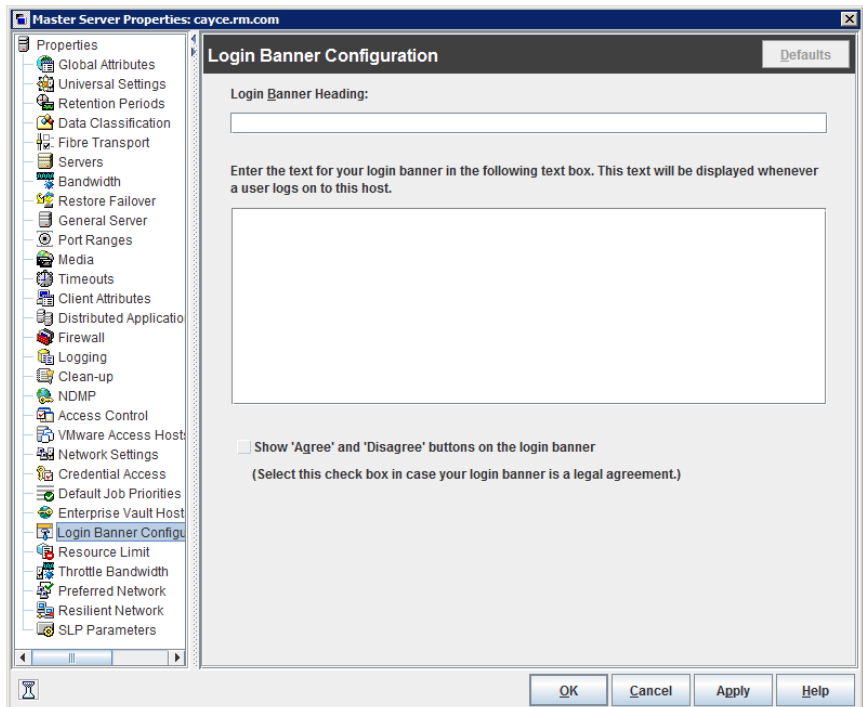 Master Server Properties: cayce.rm.com
Properties
Global Attributes
Universal Settings
Retention Periods
Data Classification
Fibre Transport
Servers
Bandwidth
Restore Failover
General Server
Port Ranges
Media
Timeouts
Client Attributes
Distributed Applicatio
Firewall
Logging
Clean-up
NDMP
Access Control
VMware Access Host
Network Settings
Credential Access
Default Job Priorities
Enterprise Vault Host
Login Banner Configu
Resource Limit
Throttle Bandwidth
Preferred Network
Resilient Network
SLP Parameters
Login Banner Configuration
Defaults
Login Banner Heading:
Enter the text for your login banner in the following text box. This text will be displayed whenever
a user logs on to this host.
Show 'Agree' and 'Disagree' buttons on the login banner
(Select this check box in case your login banner is a legal agreement.)
OK
Cancel
Apply
Help